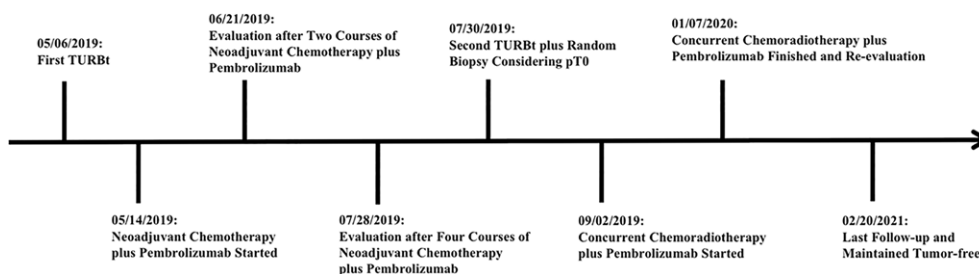 05/06/2019:
First TURBt
06/21/2019:
Evaluation after Two Courses of
Neoadjuvant Chemotherapy plus
Pembrolizumab
07/30/2019:
Second TURBt plus Random
Biopsy Considering pT0
01/07/2020:
Concurrent Chemoradiotherapy plus
Pembrolizumab Finished and Re-evaluation
05/14/2019:
Neoadjuvant Chemotherapy
plus Pembrolizumab Started
07/28/2019:
Evaluation after Four Courses of
Neoadjuvant Chemotherapy
plus Pembrolizumab
09/02/2019:
Concurrent Chemoradiotherapy
plus Pembrolizumab Started
02/20/2021:
Last Follow-up and
Maintained Tumor-free